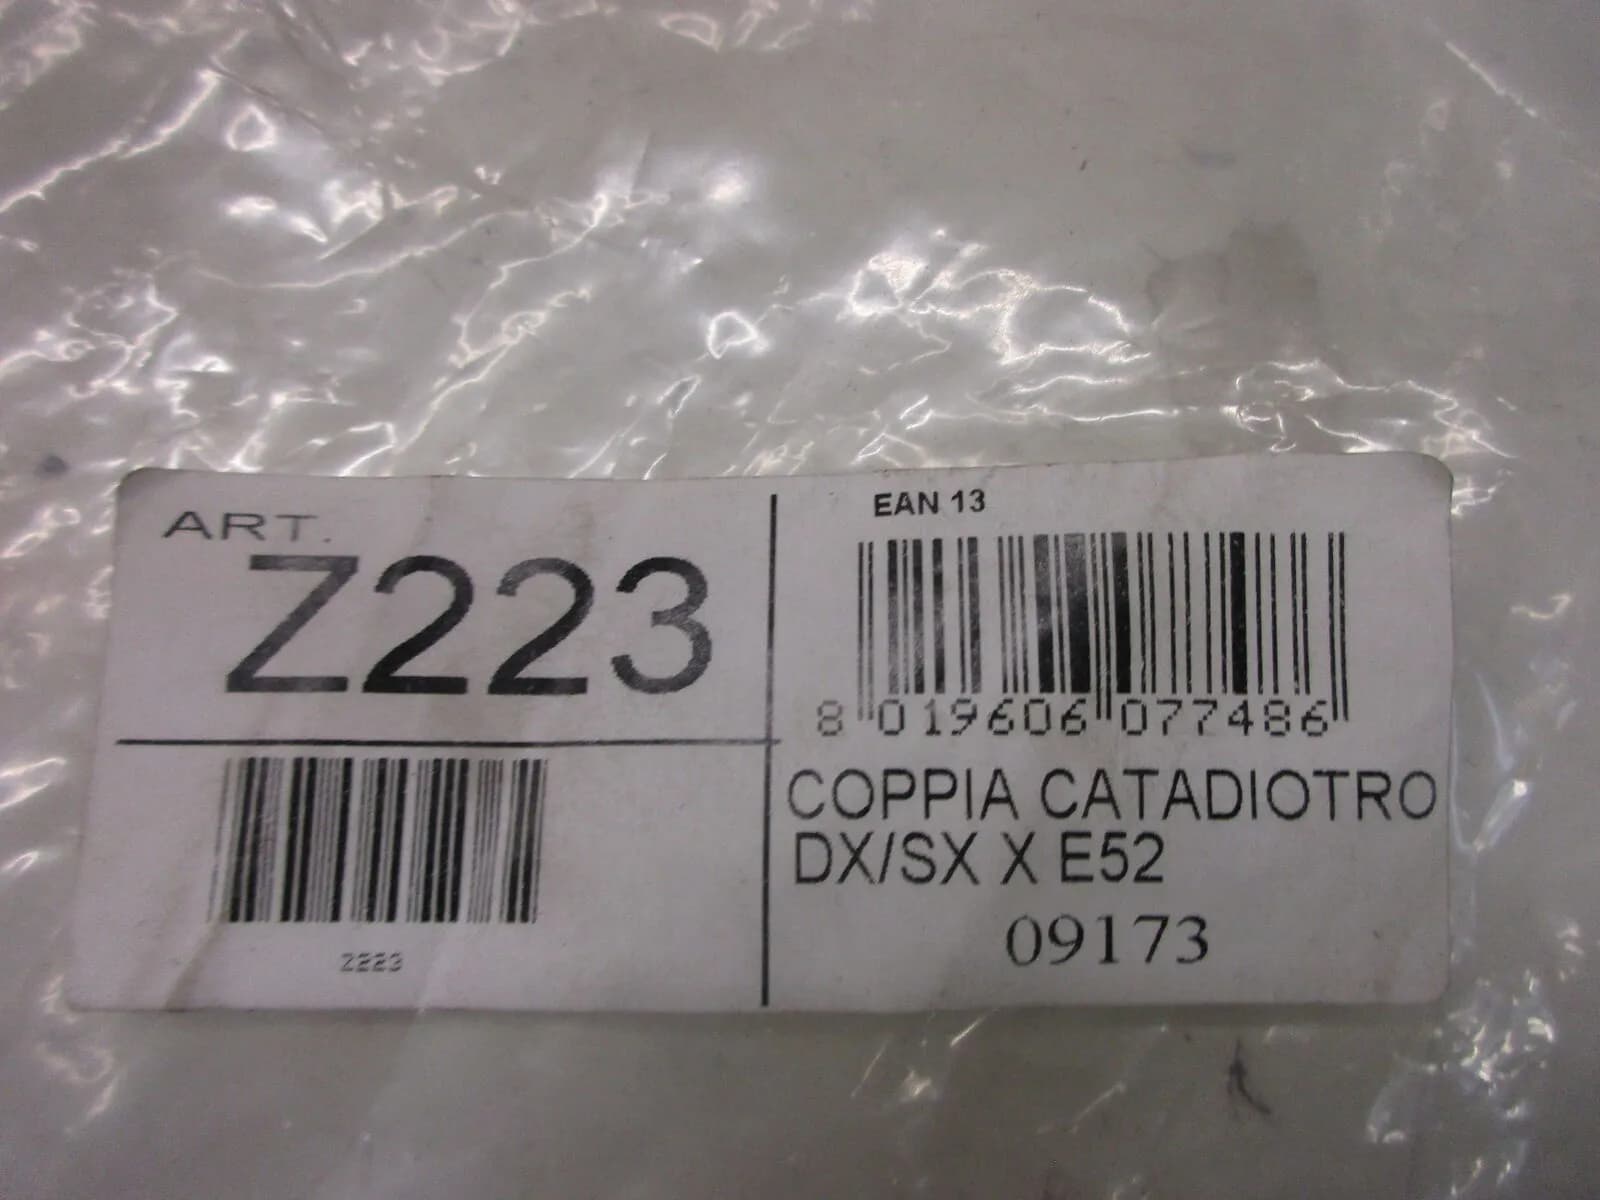 ART.
Z223
Z223
EAN 13
8 019606 077486
COPPIA CATADIOTRO
DX/SX X E52
09173